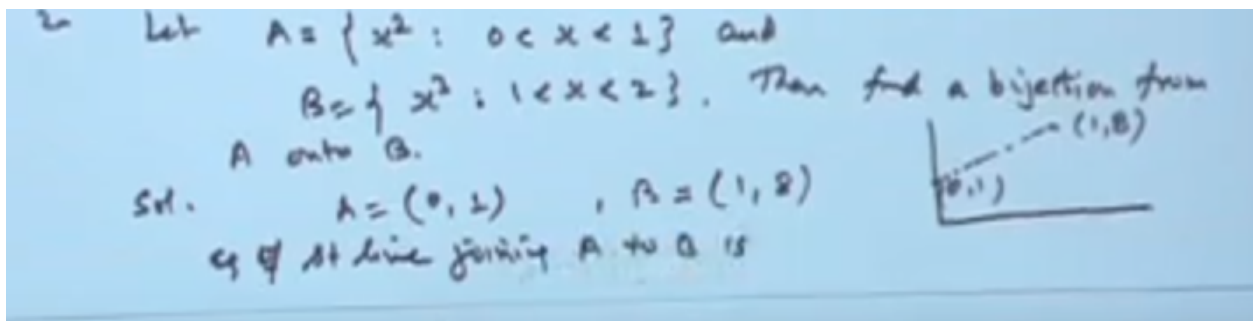 2. Let A = { x² : 0 < x < 1} and
B = { x³ : 1 < x < 2}. Then find a bijection from
A onto B.
(1,8)
(0,1)
Sol. A = (0, 1) , B = (1, 8)
eq of st line joining A to B is